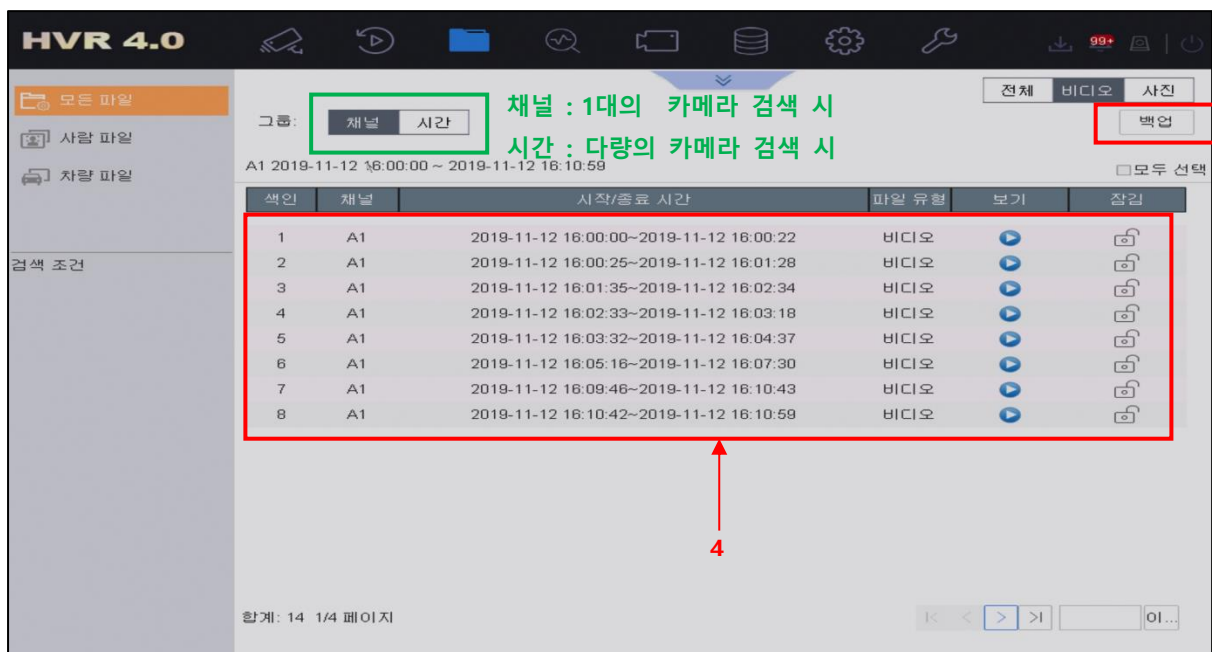 HVR 4.0
99+
모든 파일
사람 파일
차량 파일
검색 조건
전체 비디오 사진
그룹: 채널 시간
채널 : 1대의 카메라 검색 시
시간 : 다량의 카메라 검색 시
백업
A1 2019-11-12 16:00:00 ~ 2019-11-12 16:10:59
모두 선택
색인 채널 시작/종료 시간 파일 유형 보기 잠김
1 A1 2019-11-12 16:00:00~2019-11-12 16:00:22 비디오
2 A1 2019-11-12 16:00:25~2019-11-12 16:01:28 비디오
3 A1 2019-11-12 16:01:35~2019-11-12 16:02:34 비디오
4 A1 2019-11-12 16:02:33~2019-11-12 16:03:18 비디오
5 A1 2019-11-12 16:03:32~2019-11-12 16:04:37 비디오
6 A1 2019-11-12 16:05:16~2019-11-12 16:07:30 비디오
7 A1 2019-11-12 16:09:46~2019-11-12 16:10:43 비디오
8 A1 2019-11-12 16:10:42~2019-11-12 16:10:59 비디오
4
합계: 14 1/4 페이지
이...